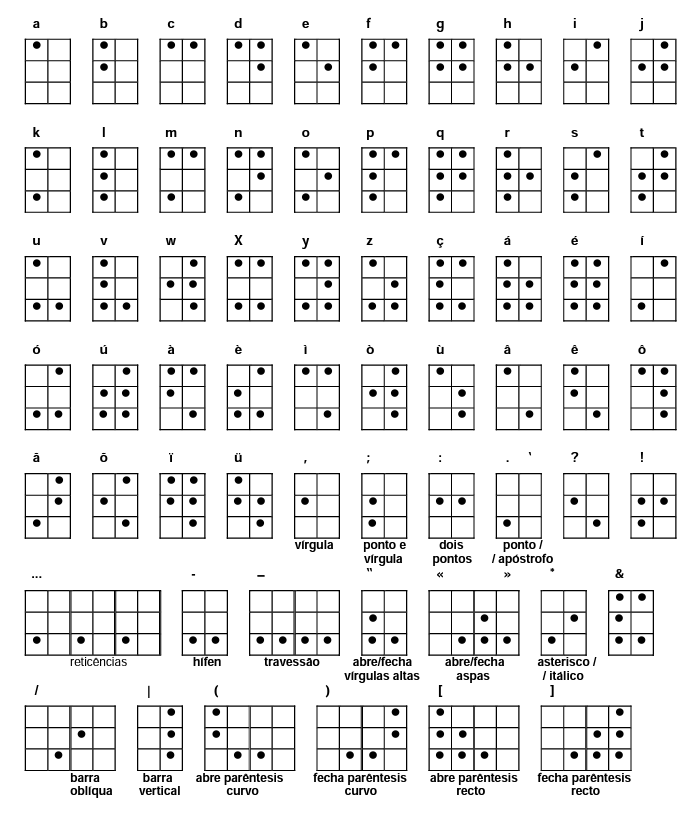 a b c d e f g h i j
k l m n o p q r s t
u v w X y z ç á é í
ó ú à è ì ò ù â ê ô
ã õ ï ü , ; : . ‛ ? !
vírgula ponto e vírgula dois pontos ponto / / apóstrofo
... - – “ « » * &
reticências hífen travessão abre/fecha vírgulas altas abre/fecha aspas asterisco / / itálico
/ | ( ) [ ]
barra oblíqua barra vertical abre parêntesis curvo fecha parêntesis curvo abre parêntesis recto fecha parêntesis recto